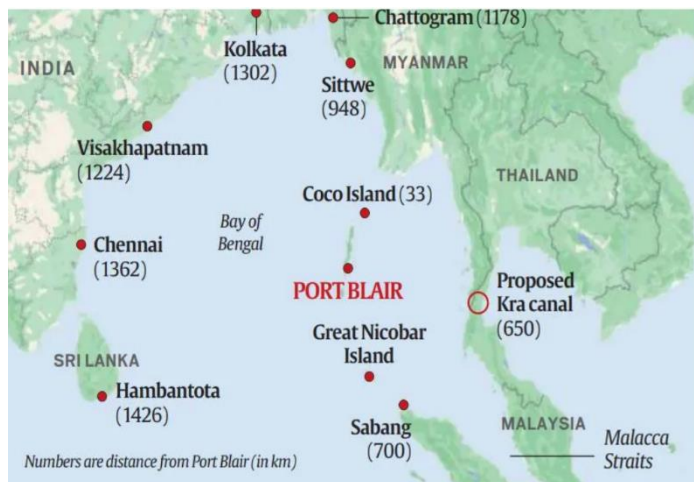 Chattogram (1178)
Kolkata
(1302)
INDIA
MYANMAR
Sittwe
(948)
Visakhapatnam
(1224)
THAILAND
Coco Island (33)
Bay of
Bengal
Chennai
(1362)
PORT BLAIR
Proposed
Kra canal
(650)
Great Nicobar
Island
SRI LANKA
Hambantota
(1426)
Sabang
(700)
MALAYSIA
Malacca
Straits
Numbers are distance from Port Blair (in km)